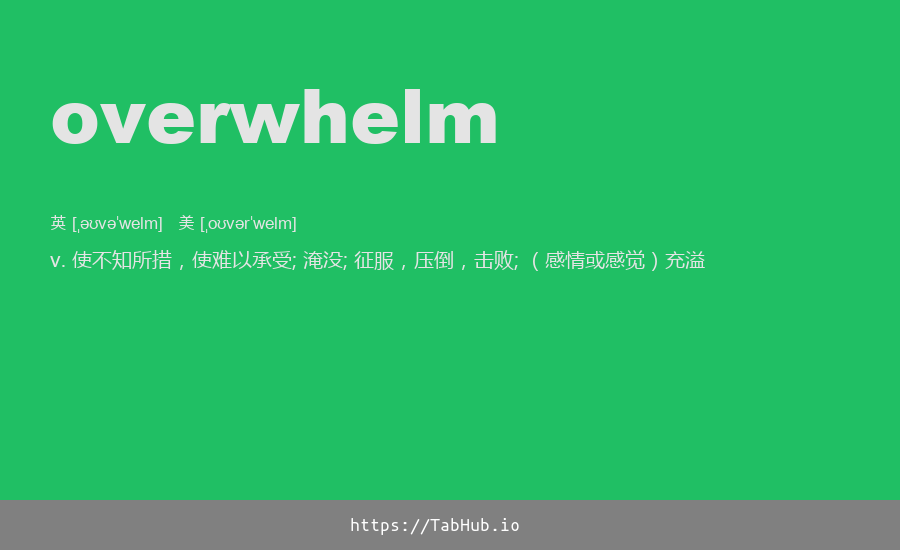 overwhelm
英 [ˌəʊvəˈwelm] 美 [ˌoʊvərˈwelm]
v. 使不知所措，使难以承受; 淹没; 征服，压倒，击败; （感情或感觉）充溢
https://TabHub.io